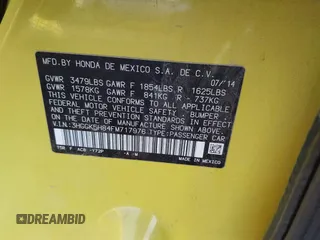 MFD.BY HONDA DE MEXICO S.A. DE C.V.
07/14
GVWR 3479LBS GAWR F 1854LBS R 1625LBS
GVWR 1578KG GAWR F 841KG R - 737KG
THIS VEHICLE CONFORMS TO ALL APPLICABLE
FEDERAL MOTOR VEHICLE SAFETY, BUMPER,
AND THEFT PREVENTION STANDARDS IN EFFECT
ON THE DATE OF MANUFACTURE SHOWN ABOVE.
V.I.N.: TYPE: PASSENGER CAR
MADE IN MEXICO
DREAMBID